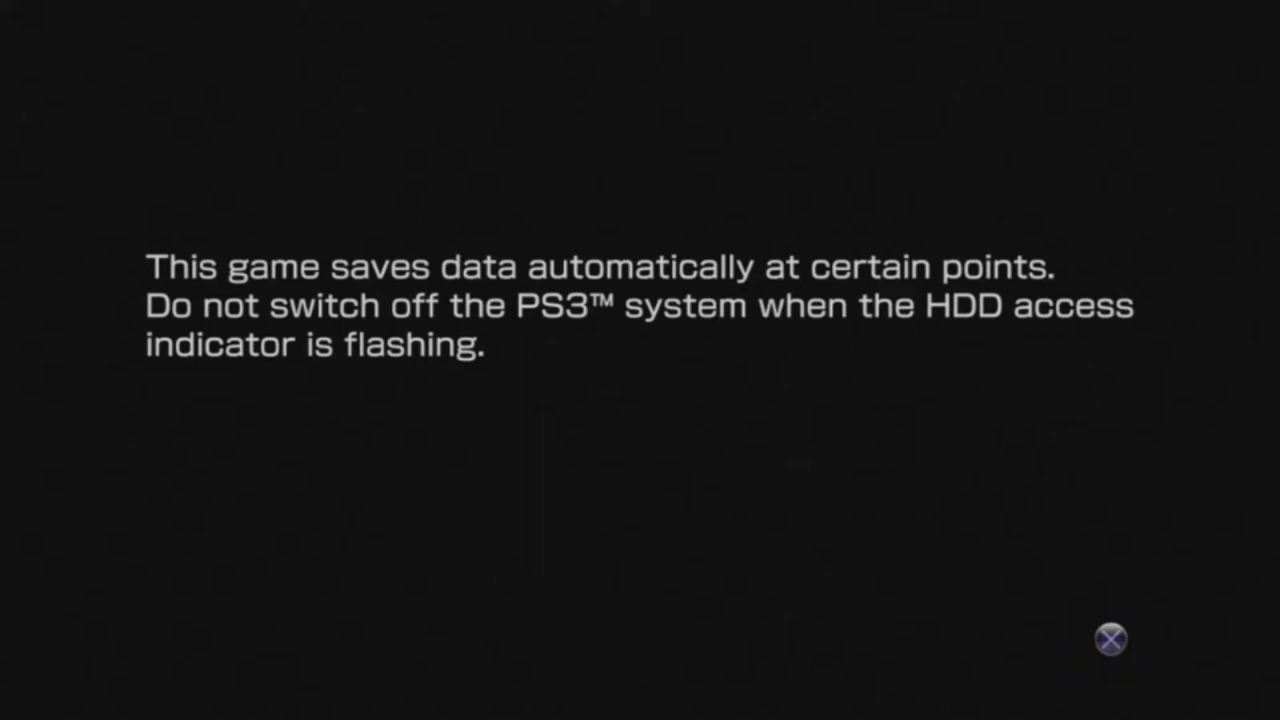 This game saves data automatically at certain points.
Do not switch off the PS3™ system when the HDD access
indicator is flashing.